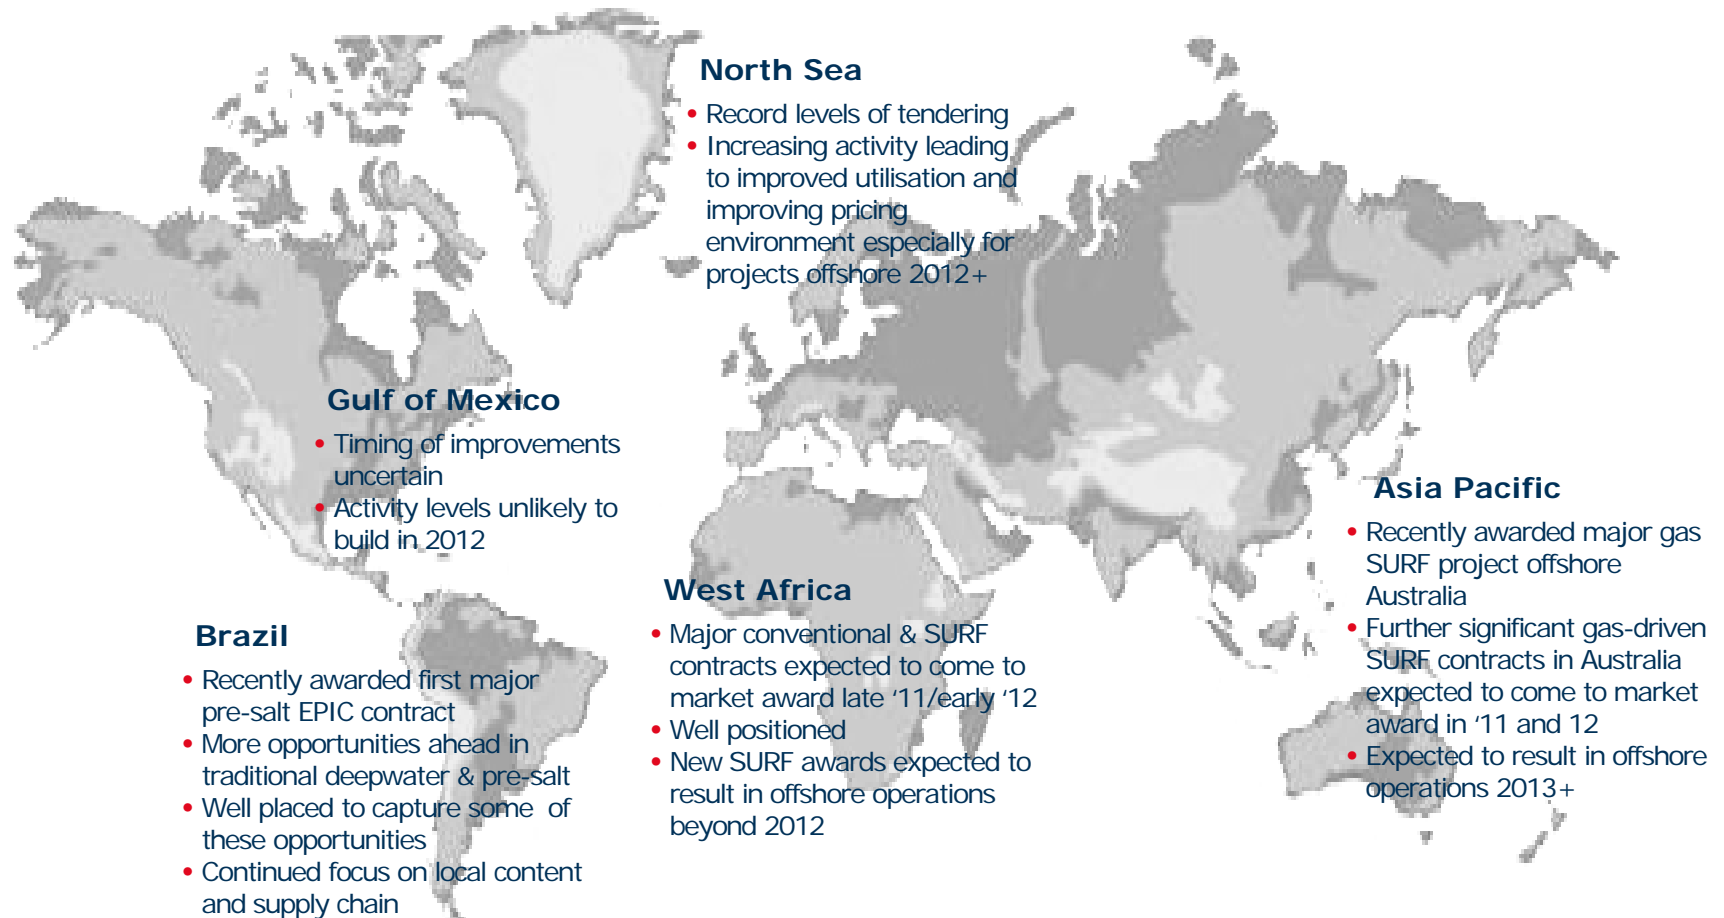 North Sea
• Record levels of tendering
• Increasing activity leading
to improved utilisation and
improving pricing
environment especially for
projects offshore 2012+
Gulf of Mexico
• Timing of improvements
uncertain
• Activity levels unlikely to
build in 2012
Asia Pacific
• Recently awarded major gas
SURF project offshore
Australia
• Further significant gas-driven
SURF contracts in Australia
expected to come to market
award in ‘11 and 12
• Expected to result in offshore
operations 2013+
West Africa
• Major conventional & SURF
contracts expected to come to
market award late ‘11/early ‘12
• Well positioned
• New SURF awards expected to
result in offshore operations
beyond 2012
Brazil
• Recently awarded first major
pre-salt EPIC contract
• More opportunities ahead in
traditional deepwater & pre-salt
• Well placed to capture some of
these opportunities
• Continued focus on local content
and supply chain